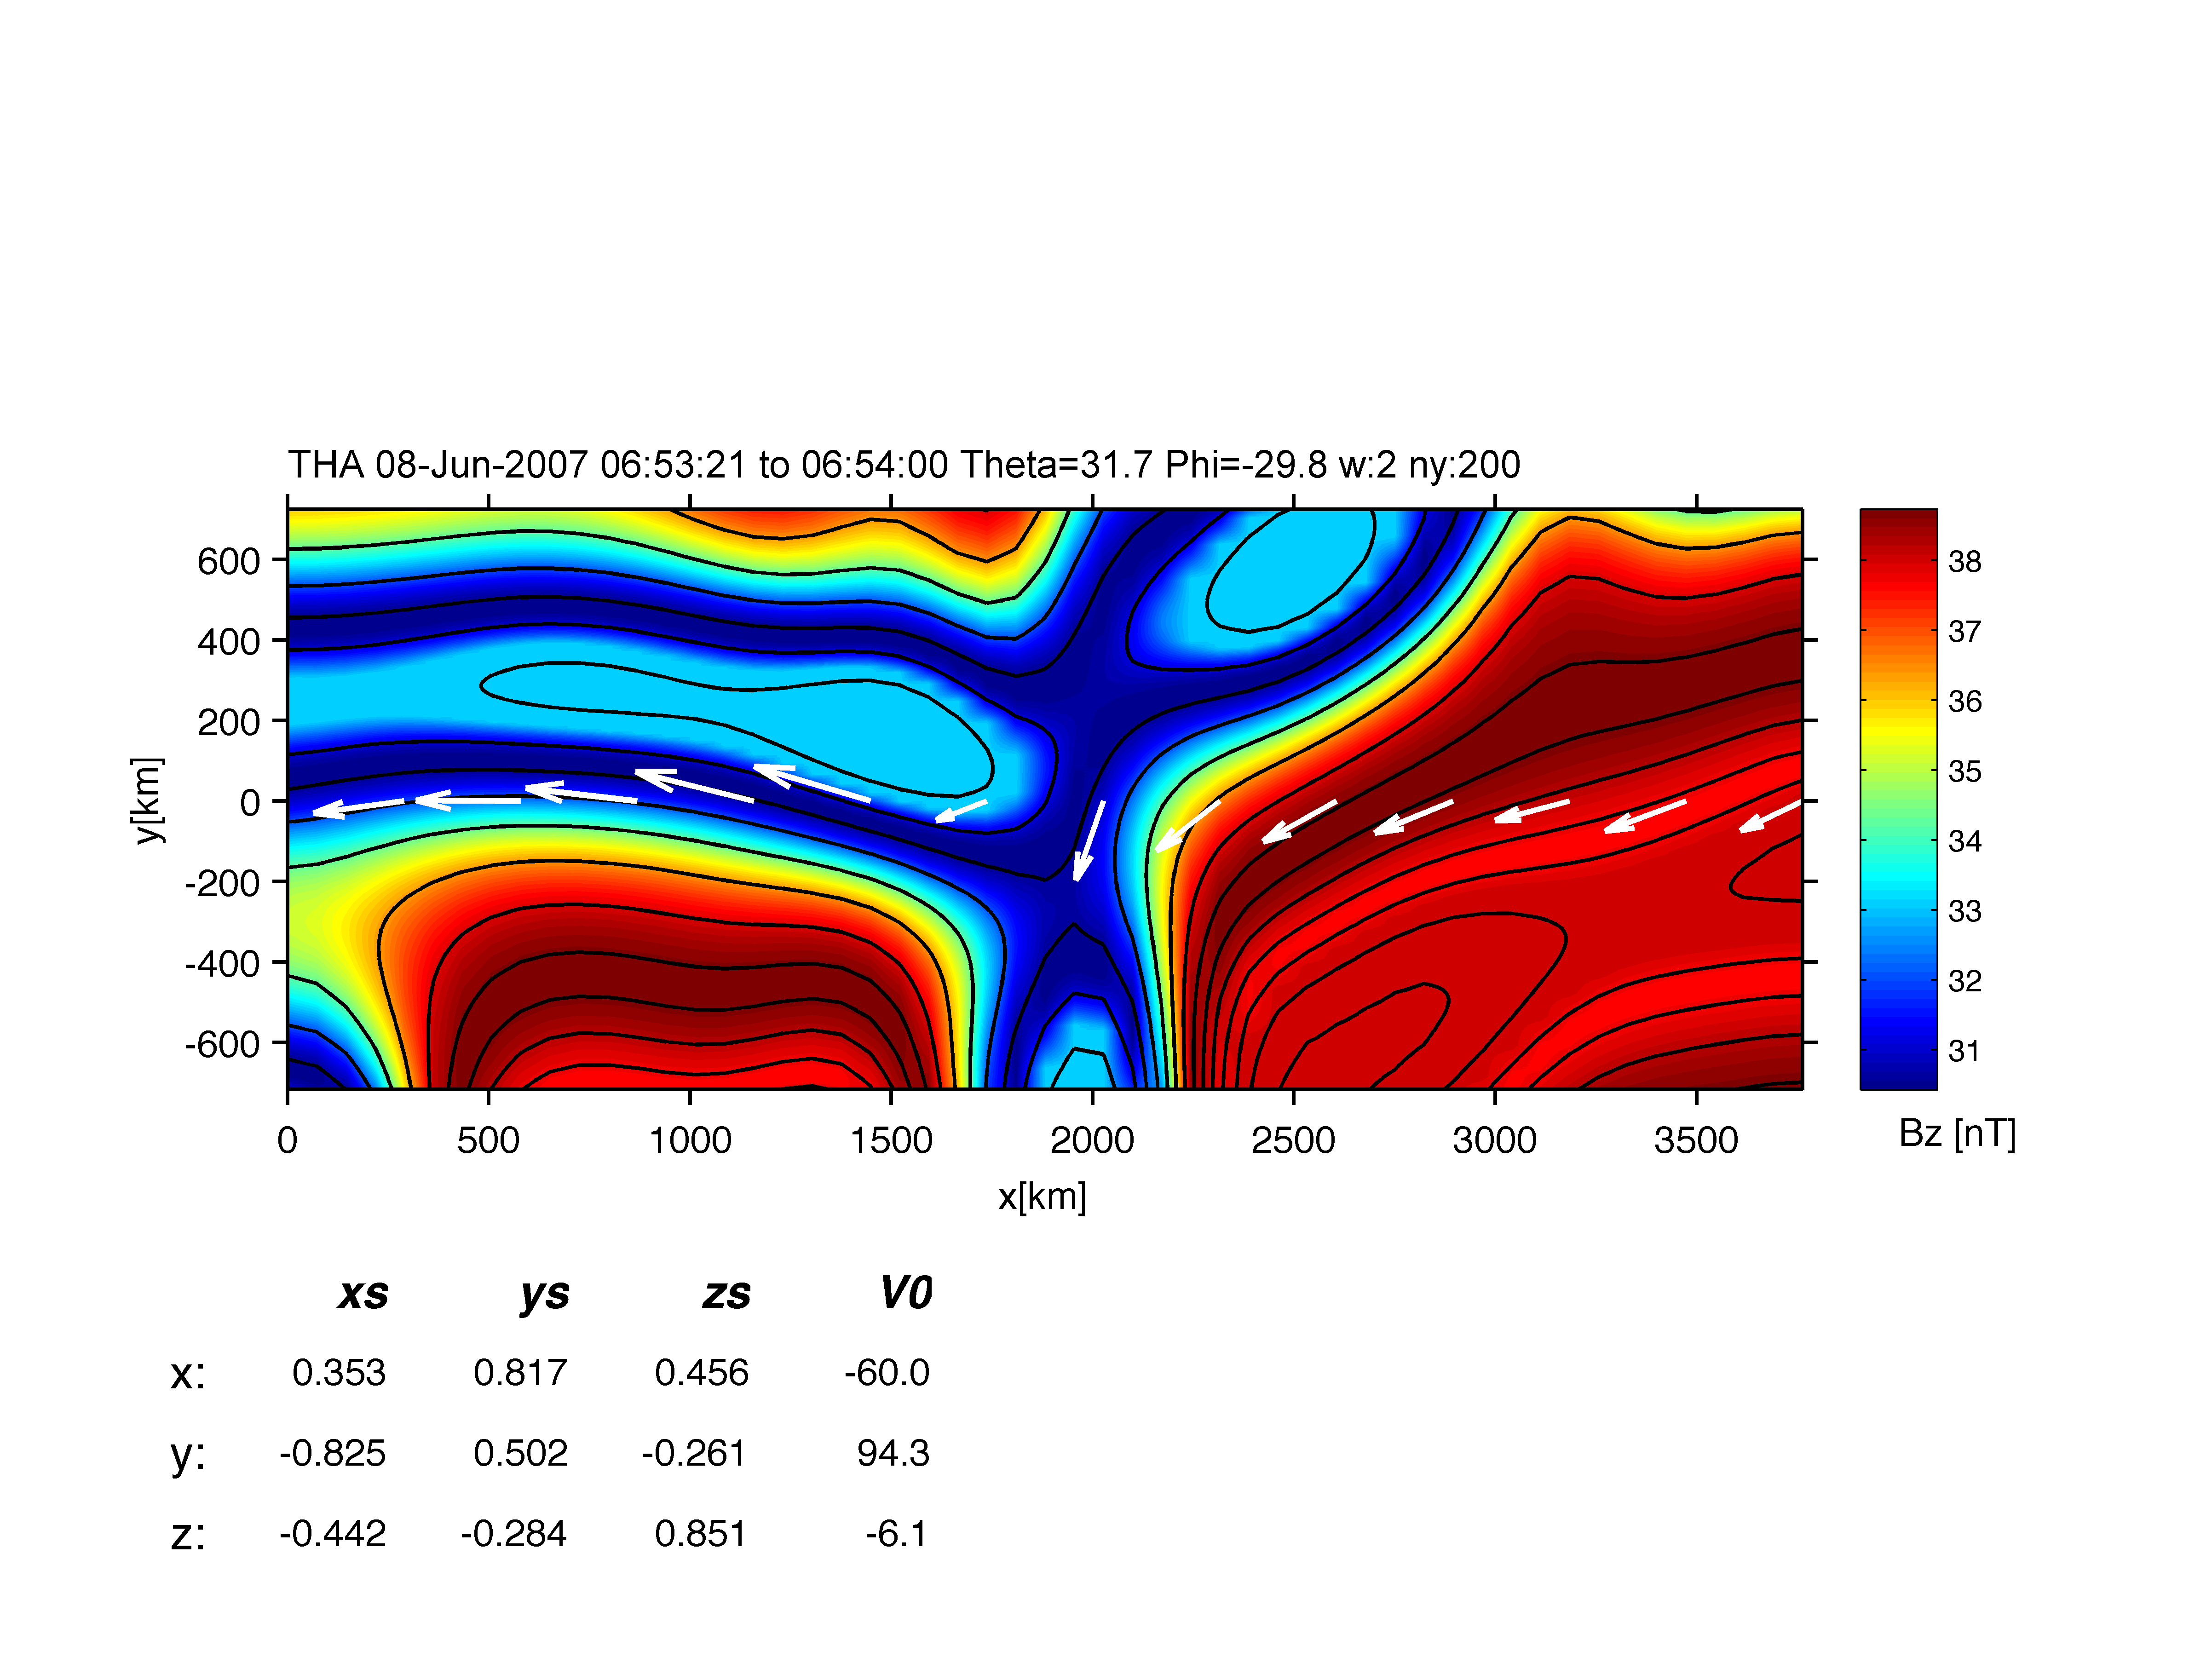 THA 08-Jun-2007 06:53:21 to 06:54:00 Theta=31.7 Phi=-29.8 w:2 ny:200
600
400
200
0
-200
-400
-600
y[km]
0 500 1000 1500 2000 2500 3000 3500
x[km]
38
37
36
35
34
33
32
31
Bz [nT]
xs ys zs V0
x: 0.353 0.817 0.456 -60.0
y: -0.825 0.502 -0.261 94.3
z: -0.442 -0.284 0.851 -6.1